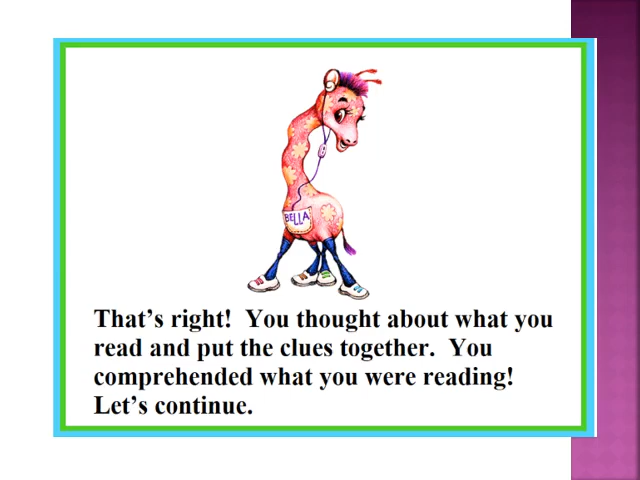 BELLA
That’s right!  You thought about what you
read and put the clues together.  You
comprehended what you were reading!
Let’s continue.